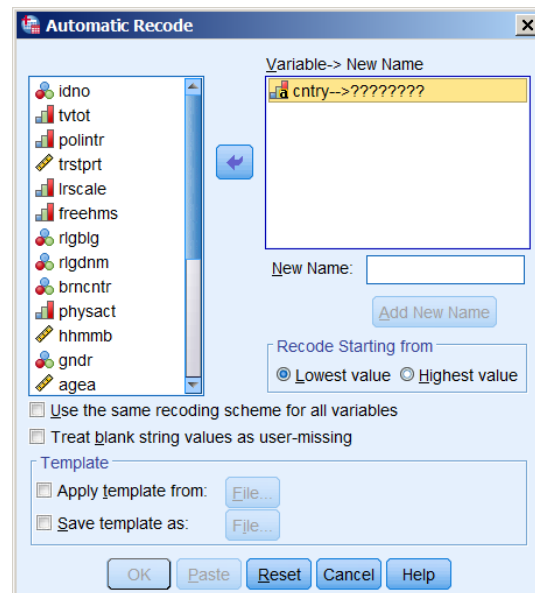 Automatic Recode
Variable-> New Name
idno
tvtot
polintr
trstprt
lrscale
freehms
rlgblg
rlgdnm
brncntr
physact
hhmmb
gndr
agea
cntry-->????????
New Name:
Add New Name
Recode Starting from
Lowest value Highest value
Use the same recoding scheme for all variables
Treat blank string values as user-missing
Template
Apply template from: File...
Save template as: File...
OK Paste Reset Cancel Help